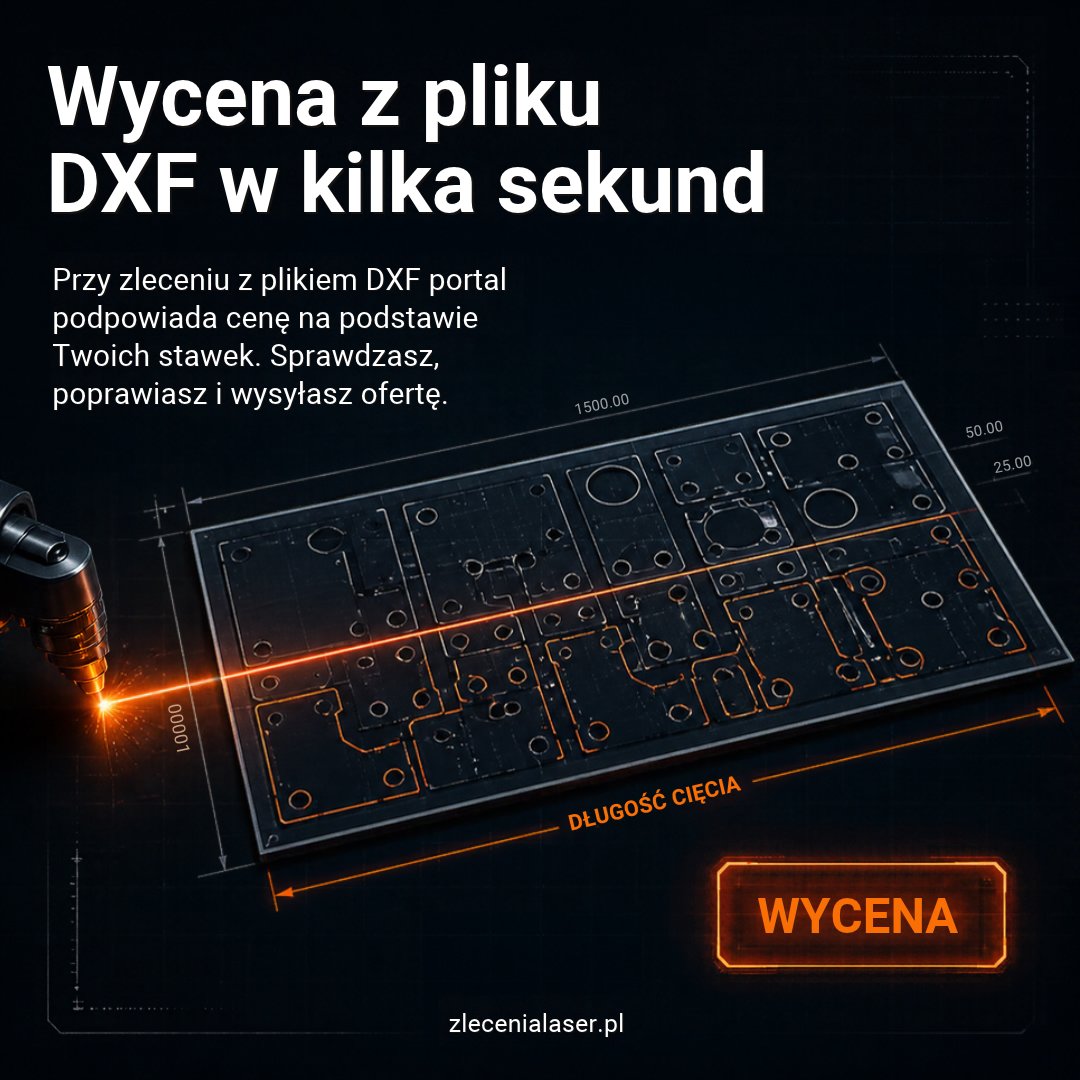 Wycena z pliku
DXF w kilka sekund
Przy zleceniu z plikiem DXF portal
podpowiada cenę na podstawie
Twoich stawek. Sprawdzasz,
poprawiasz i wysyłasz ofertę.
1500.00
50.00
25.00
00001
DŁUGOŚĆ CIĘCIA
WYCENA
zlecenialaser.pl